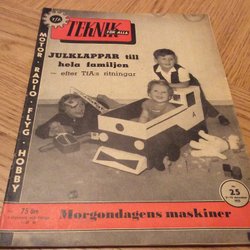 TfA
TEKNIK
FÖR ALLA
JULKLAPPAR till
hela familjen
— efter TfA:s ritningar
MOTOR • RADIO • FLYG • HOBBY
NR
25
75 öre
Morgondagens maskiner